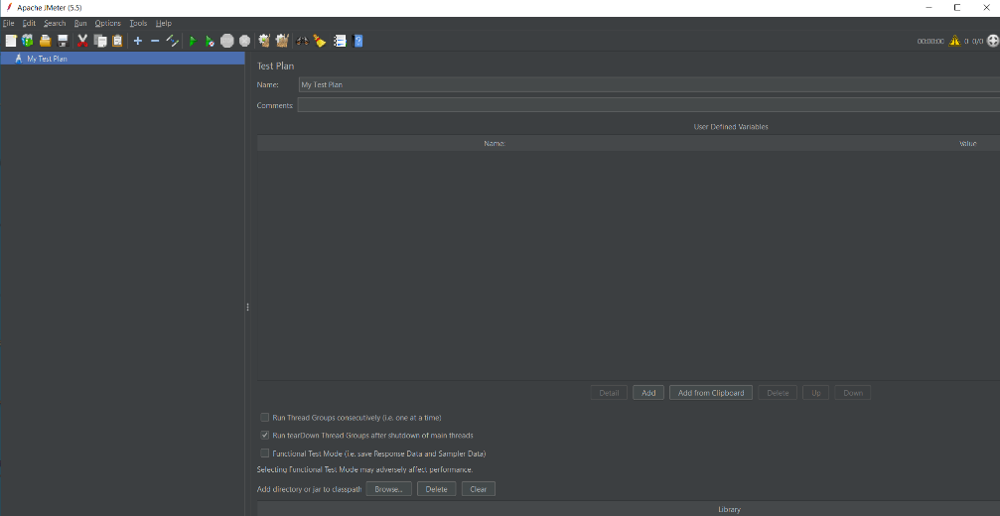 Apache JMeter (5.5)
File Edit Search Run Options Tools Help
00:00:00 0 0/0
My Test Plan
Test Plan
Name: My Test Plan
Comments:
User Defined Variables
Name: Value
Detail Add Add from Clipboard Delete Up Down
Run Thread Groups consecutively (i.e. one at a time)
Run tearDown Thread Groups after shutdown of main threads
Functional Test Mode (i.e. save Response Data and Sampler Data)
Selecting Functional Test Mode may adversely affect performance.
Add directory or jar to classpath Browse... Delete Clear
Library